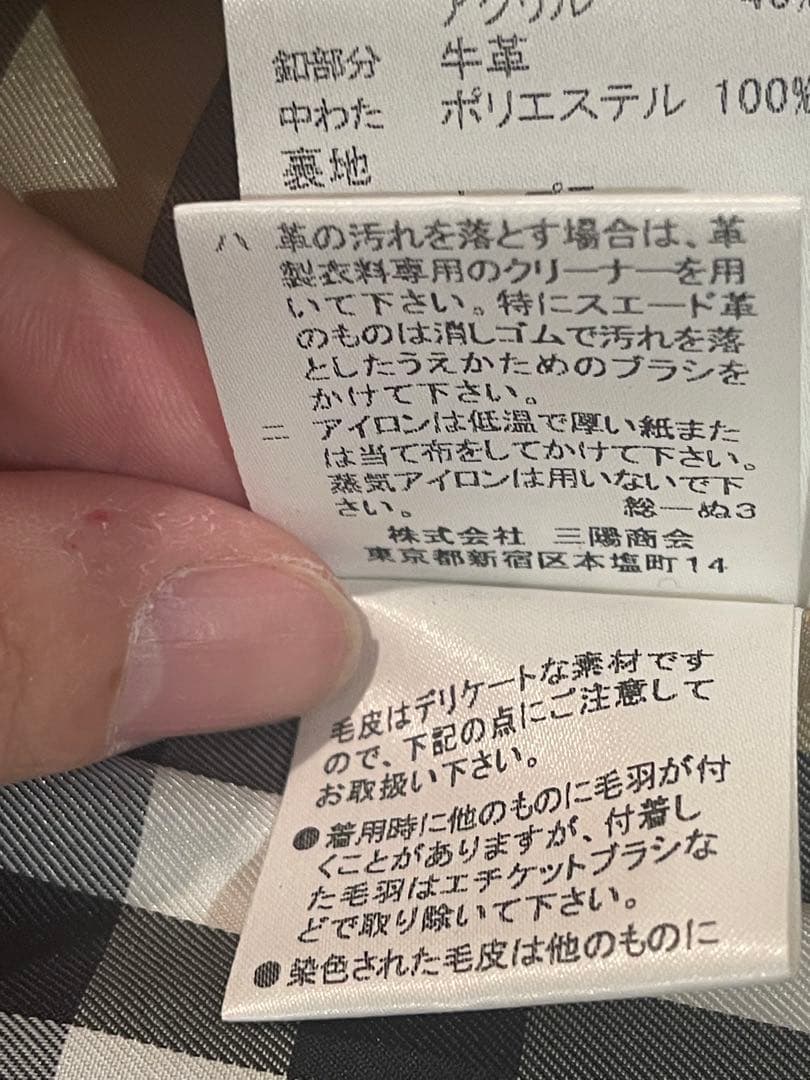 アクリル
釦部分 牛革
中わた ポリエステル 100%
裏地
ハ 革の汚れを落とす場合は、革
製衣料専用のクリーナーを用
いて下さい。特にスエード革
のものは消しゴムで汚れを落
としたうえかためのブラシを
かけて下さい。
ニ アイロンは低温で厚い紙また
は当て布をしてかけて下さい。
蒸気アイロンは用いないで下
さい。 総ーぬ3
株式会社 三陽商会
東京都新宿区本塩町14
毛皮はデリケートな素材です
ので、下記の点にご注意して
お取扱い下さい。
●着用時に他のものに毛羽が付
くことがありますが、付着し
た毛羽はエチケットブラシな
どで取り除いて下さい。
●染色された毛皮は他のものに